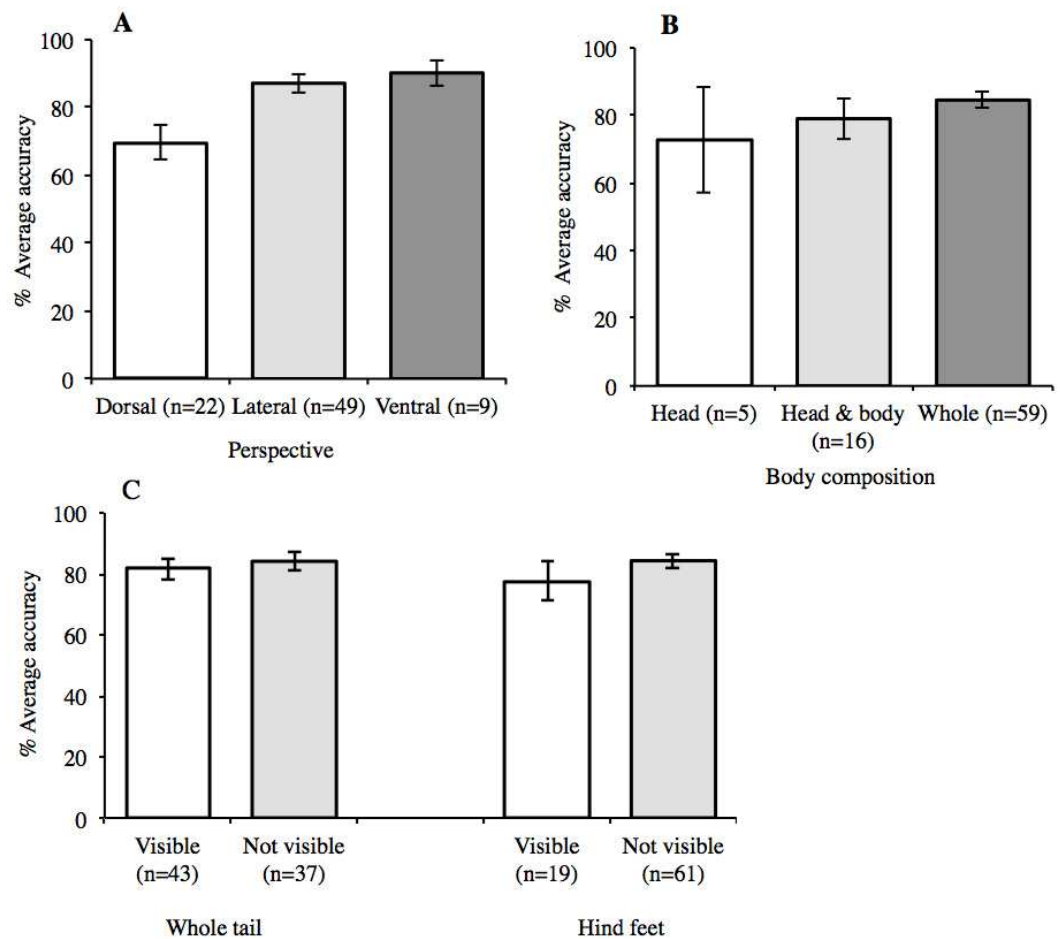 A
100
80
60
40
20
0
% Average accuracy
Dorsal (n=22) Lateral (n=49) Ventral (n=9)
Perspective
B
100
80
60
40
20
0
% Average accuracy
Head (n=5) Head & body Whole (n=59)
(n=16)
Body composition
C
100
80
60
40
20
0
% Average accuracy
Visible Not visible Visible Not visible
(n=43) (n=37) (n=19) (n=61)
Whole tail Hind feet